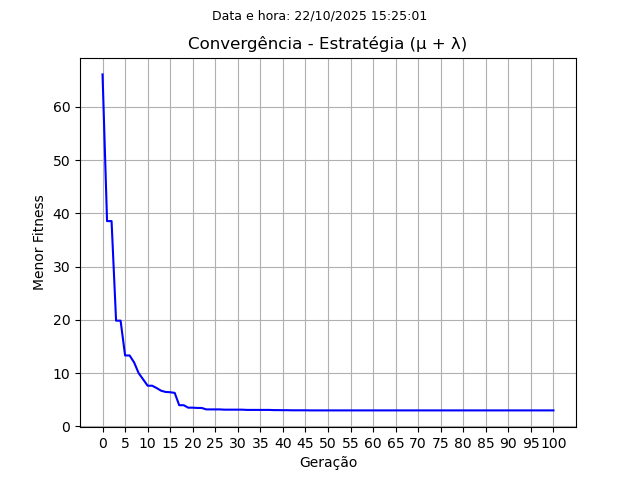 Data e hora: 22/10/2025 15:25:01
Convergência - Estratégia (μ + λ)
Menor Fitness
60
50
40
30
20
10
0
0 5 10 15 20 25 30 35 40 45 50 55 60 65 70 75 80 85 90 95 100
Geração